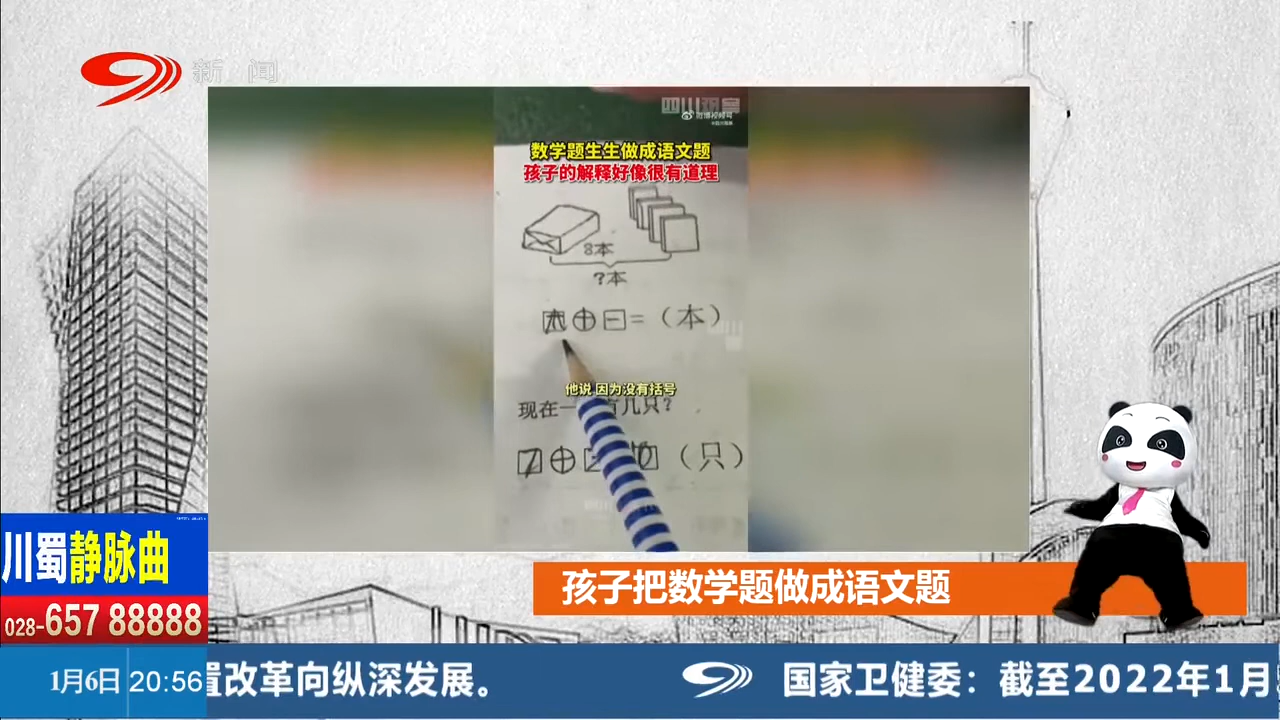 新闻
四川观察
数学题生生做成语文题
孩子的解释好像很有道理
8本
?本
木⊕⊟=（本）
他说 因为没有括号
现在一
几只?
7⊕
（只）
川蜀静脉曲
028-657 88888
孩子把数学题做成语文题
1月6日 20:56
置改革向纵深发展。
国家卫健委：截至2022年1月